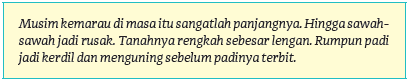 Musim kemarau di masa itu sangatlah panjangnya. Hingga sawah-
sawah jadi rusak. Tanahnya rengkah sebesar lengan. Rumpun padi
jadi kerdil dan menguning sebelum padinya terbit.